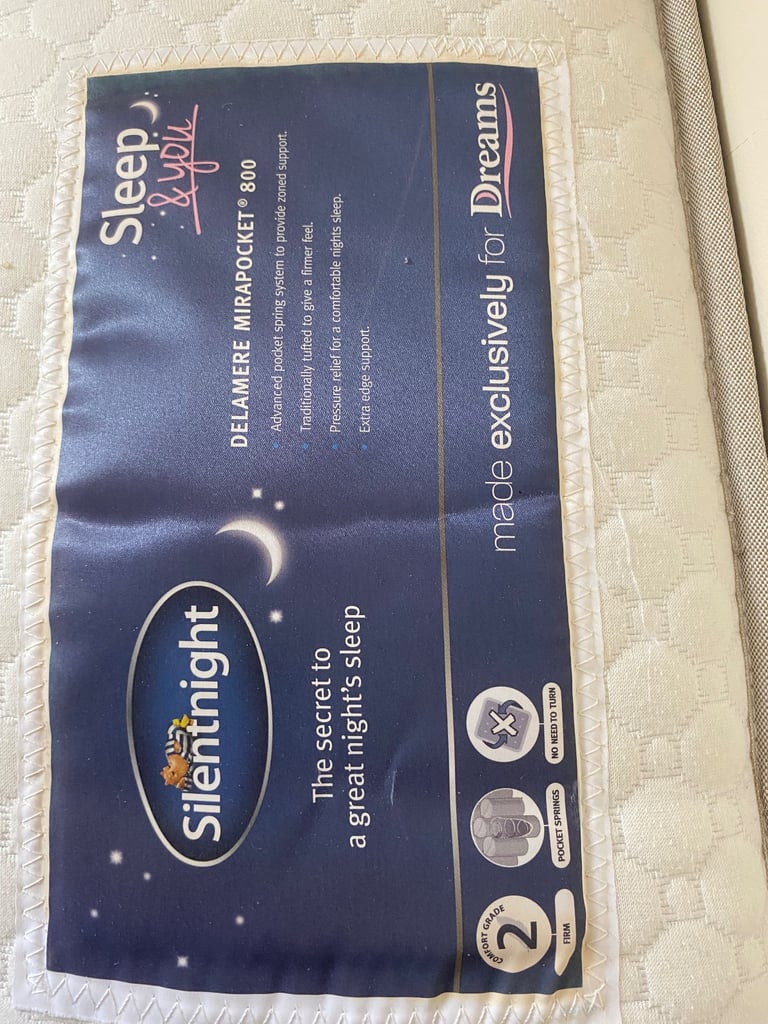 Silentnight
The secret to
a great night's sleep
Sleep
& you
DELAMERE MIRAPOCKET® 800
• Advanced pocket spring system to provide zoned support.
• Traditionally tufted to give a firmer feel.
• Pressure relief for a comfortable nights sleep.
• Extra edge support.
COMFORT GRADE
2
FIRM
POCKET SPRINGS
NO NEED TO TURN
made exclusively for Dreams